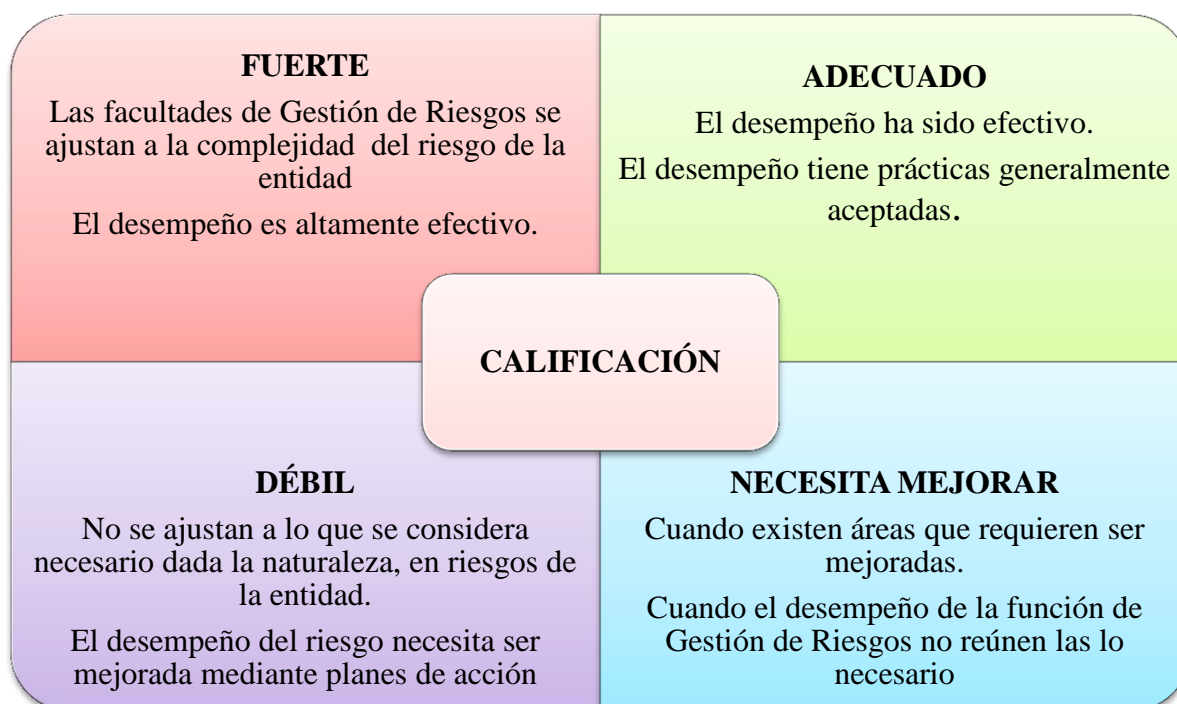 FUERTE
Las facultades de Gestión de Riesgos se
ajustan a la complejidad del riesgo de la
entidad
El desempeño es altamente efectivo.
ADECUADO
El desempeño ha sido efectivo.
El desempeño tiene prácticas generalmente
aceptadas.
CALIFICACIÓN
DÉBIL
No se ajustan a lo que se considera
necesario dada la naturaleza, en riesgos de
la entidad.
El desempeño del riesgo necesita ser
mejorada mediante planes de acción
NECESITA MEJORAR
Cuando existen áreas que requieren ser
mejoradas.
Cuando el desempeño de la función de
Gestión de Riesgos no reúnen las lo
necesario